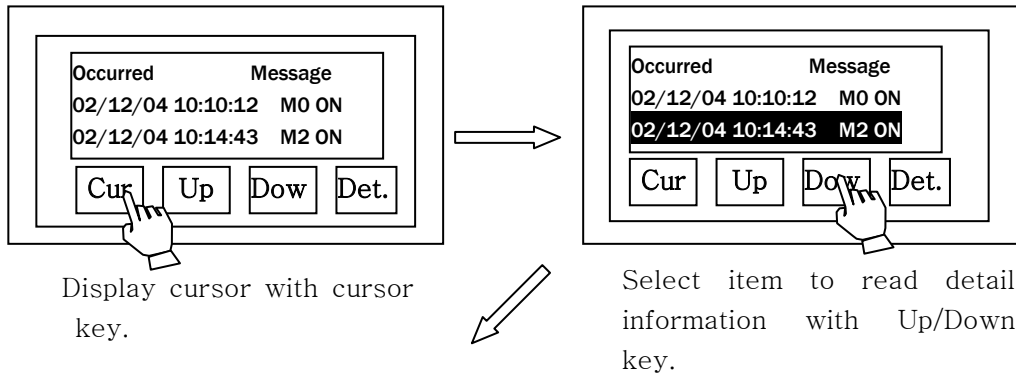 Occurred Message
02/12/04 10:10:12 M0 ON
02/12/04 10:14:43 M2 ON
Cur Up Dow Det.
Display cursor with cursor
key.
Occurred Message
02/12/04 10:10:12 M0 ON
02/12/04 10:14:43 M2 ON
Cur Up Dow Det.
Select item to read detail
information with Up/Down
key.